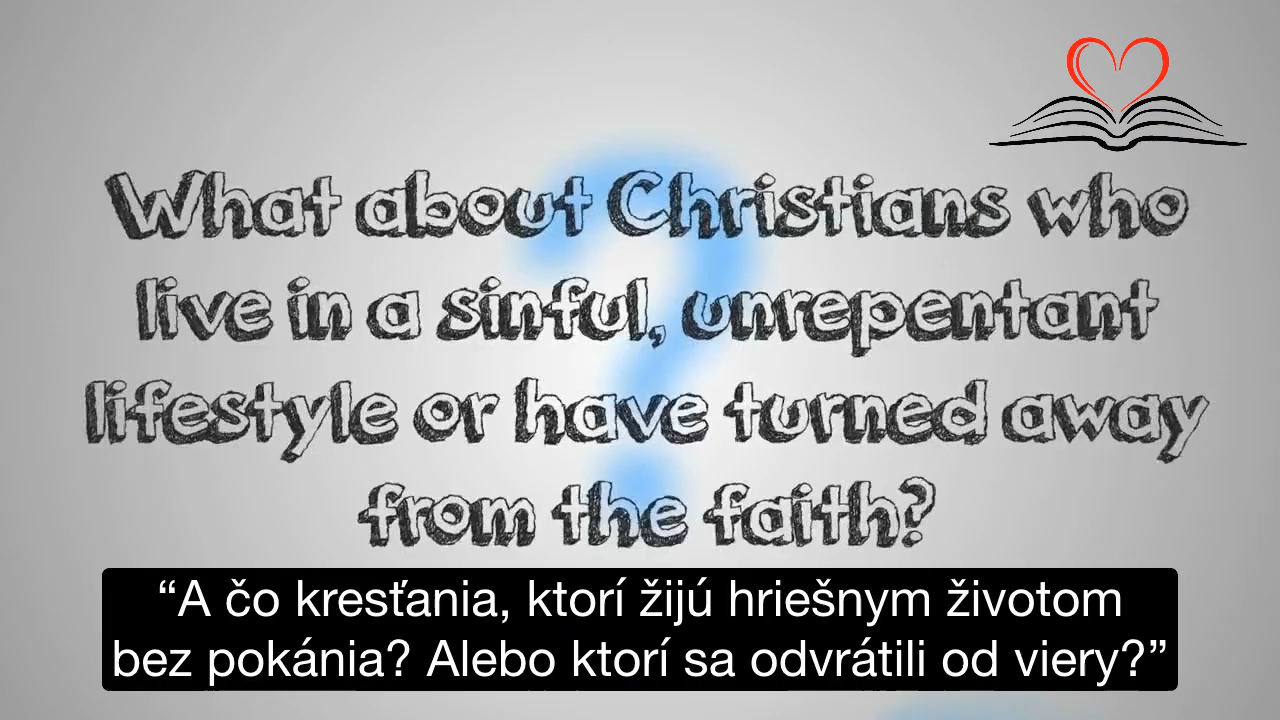 What about Christians who
live in a sinful, unrepentant
lifestyle or have turned away
from the faith?
“A čo kresťania, ktorí žijú hriešnym životom
bez pokánia? Alebo ktorí sa odvrátili od viery?”